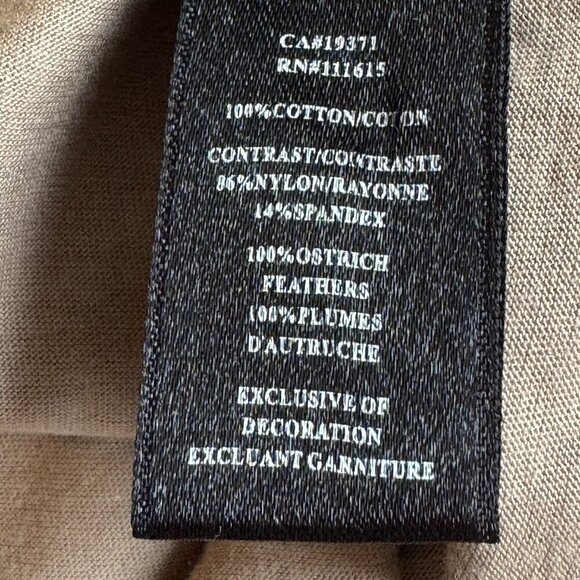 CA#19371
RN#111615
100%COTTON/COTON
CONTRAST/CONTRASTE
86%NYLON/RAYONNE
14%SPANDEX
100%OSTRICH
FEATHERS
100%PLUMES
D'AUTRUCHE
EXCLUSIVE OF
DECORATION
EXCLUANT GARNITURE